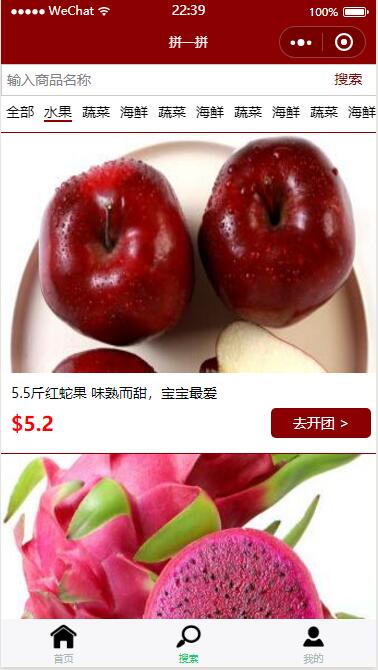 WeChat 22:39 100%
拼一拼
输入商品名称 搜索
全部 水果 蔬菜 海鲜 蔬菜 海鲜 蔬菜 海鲜 蔬菜 海鲜
5.5斤红蛇果 味熟而甜，宝宝最爱
$5.2 去开团 >
首页 搜索 我的